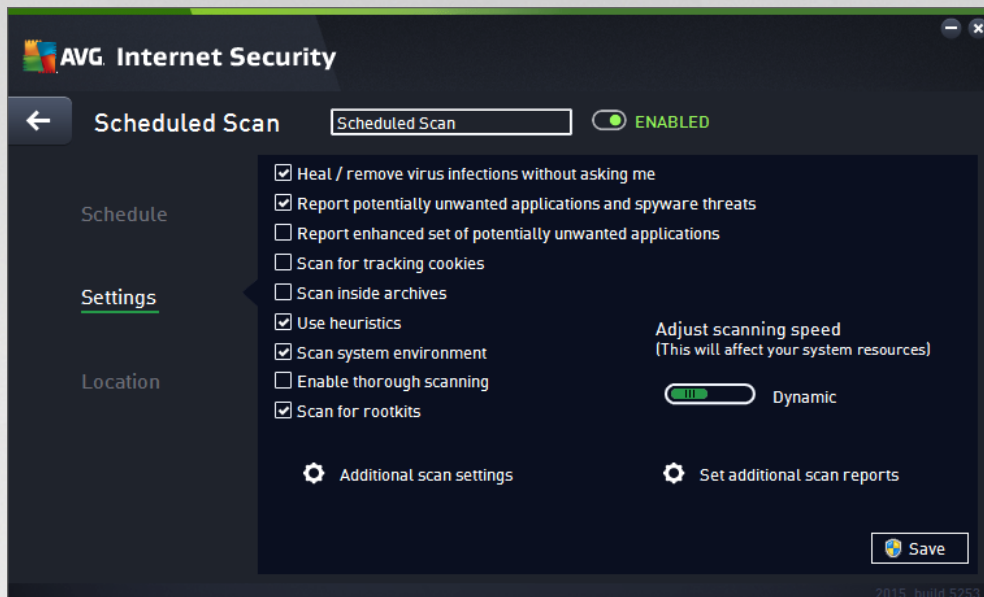 AVG. Internet Security
Scheduled Scan
Scheduled Scan
ENABLED
Schedule
Settings
Location
Heal / remove virus infections without asking me
Report potentially unwanted applications and spyware threats
Report enhanced set of potentially unwanted applications
Scan for tracking cookies
Scan inside archives
Use heuristics
Scan system environment
Enable thorough scanning
Scan for rootkits
Adjust scanning speed
(This will affect your system resources)
Dynamic
Additional scan settings
Set additional scan reports
Save
2015, build 5253